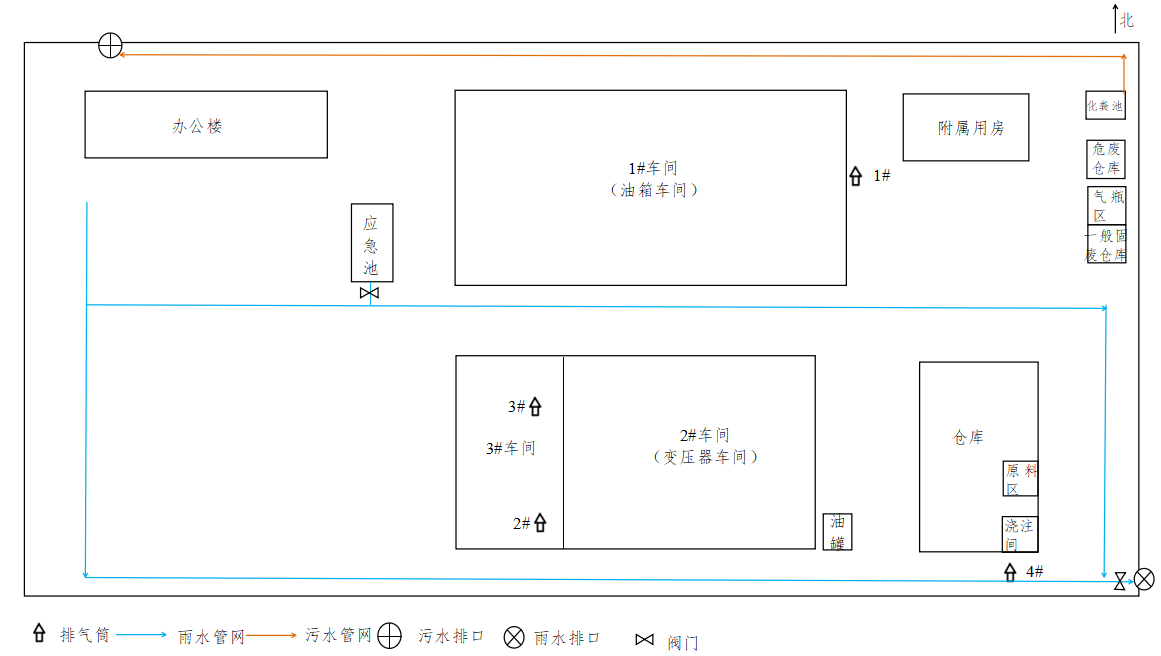 北
化粪池
办公楼
附属用房
1#车间
（油箱车间）
1#
危废
仓库
气瓶
区
一般固
废仓库
应
急
池
3#
3#车间
2#
2#车间
（变压器车间）
仓库
原料
区
油
罐
浇注
间
4#
排气筒
雨水管网
污水管网
污水排口
雨水排口
阀门